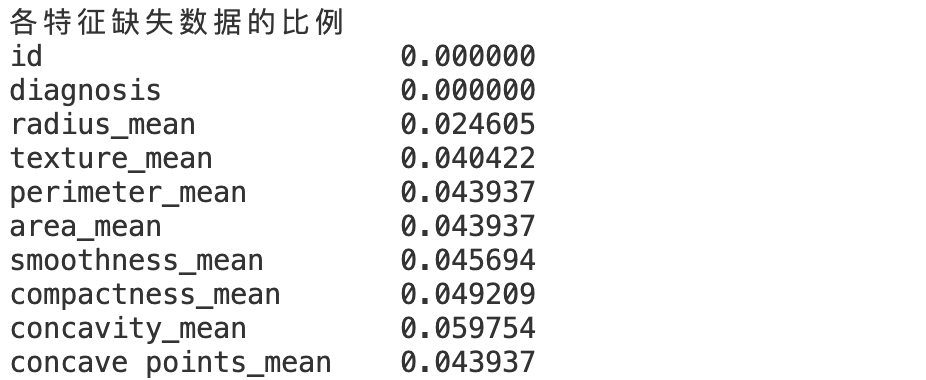 各特征缺失数据的比例
id 0.000000
diagnosis 0.000000
radius_mean 0.024605
texture_mean 0.040422
perimeter_mean 0.043937
area_mean 0.043937
smoothness_mean 0.045694
compactness_mean 0.049209
concavity_mean 0.059754
concave points_mean 0.043937